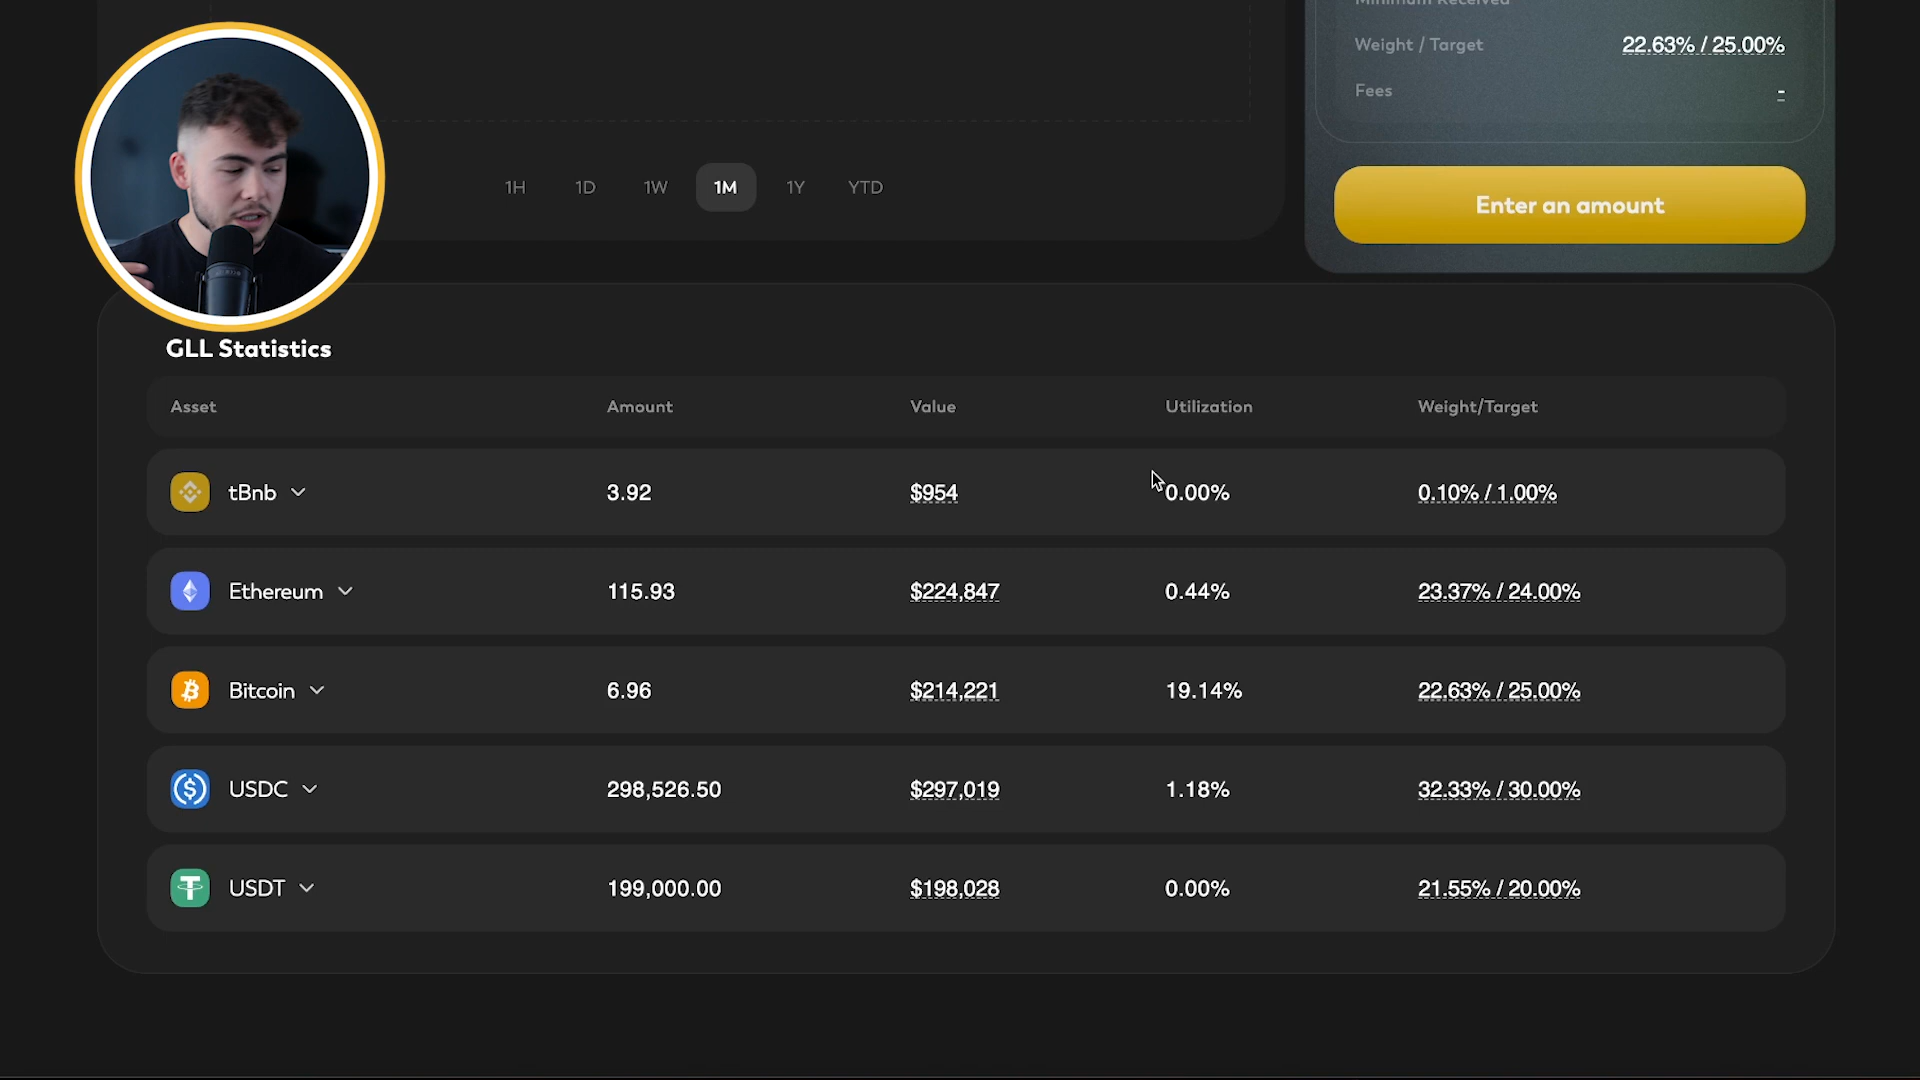 Minimum Received
Weight / Target 22.63% / 25.00%
Fees -
1H 1D 1W 1M 1Y YTD
Enter an amount
GLL Statistics
Asset Amount Value Utilization Weight/Target
tBnb 3.92 $954 0.00% 0.10% / 1.00%
Ethereum 115.93 $224,847 0.44% 23.37% / 24.00%
Bitcoin 6.96 $214,221 19.14% 22.63% / 25.00%
USDC 298,526.50 $297,019 1.18% 32.33% / 30.00%
USDT 199,000.00 $198,028 0.00% 21.55% / 20.00%